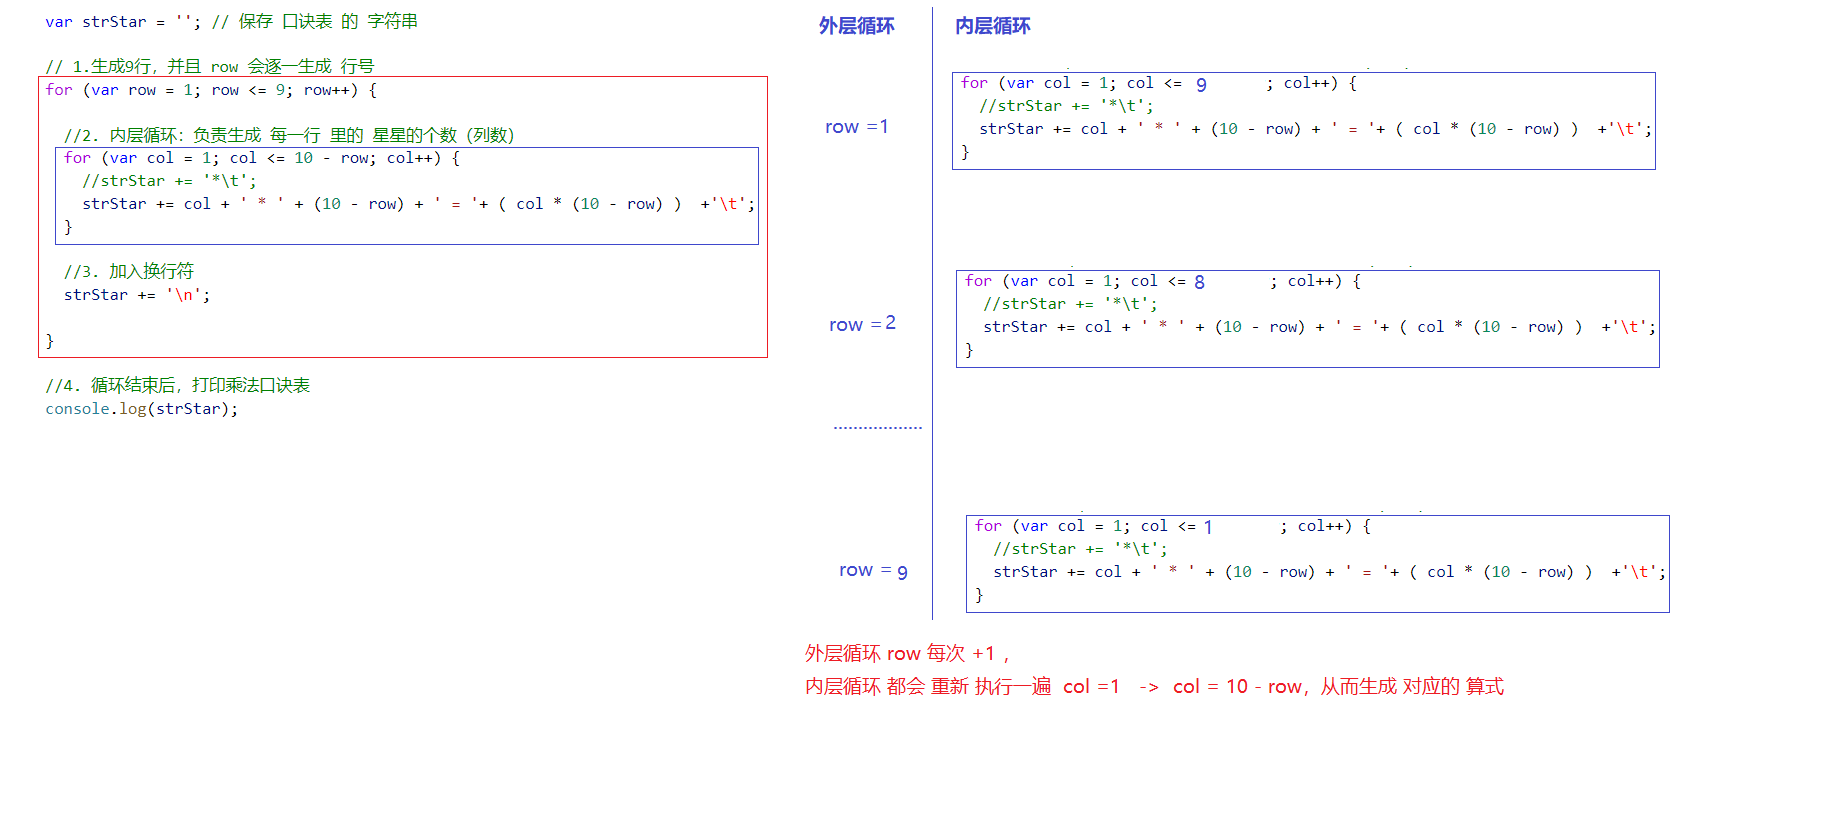 var strStar = ''; // 保存 口诀表 的 字符串
// 1.生成9行，并且 row 会逐一生成 行号
for (var row = 1; row <= 9; row++) {
//2. 内层循环：负责生成 每一行 里的 星星的个数（列数）
for (var col = 1; col <= 10 - row; col++) {
//strStar += '*\t';
strStar += col + ' * ' + (10 - row) + ' = '+ ( col * (10 - row) )  +'\t';
}
//3. 加入换行符
strStar += '\n';
}
//4. 循环结束后，打印乘法口诀表
console.log(strStar);
外层循环
内层循环
row =1
for (var col = 1; col <= 9 ; col++) {
//strStar += '*\t';
strStar += col + ' * ' + (10 - row) + ' = '+ ( col * (10 - row) )  +'\t';
}
row =2
for (var col = 1; col <= 8 ; col++) {
//strStar += '*\t';
strStar += col + ' * ' + (10 - row) + ' = '+ ( col * (10 - row) )  +'\t';
}
..................
row = 9
for (var col = 1; col <= 1 ; col++) {
//strStar += '*\t';
strStar += col + ' * ' + (10 - row) + ' = '+ ( col * (10 - row) )  +'\t';
}
外层循环 row 每次 +1 ，
内层循环 都会 重新 执行一遍 col =1 -> col = 10 - row，从而生成 对应的 算式